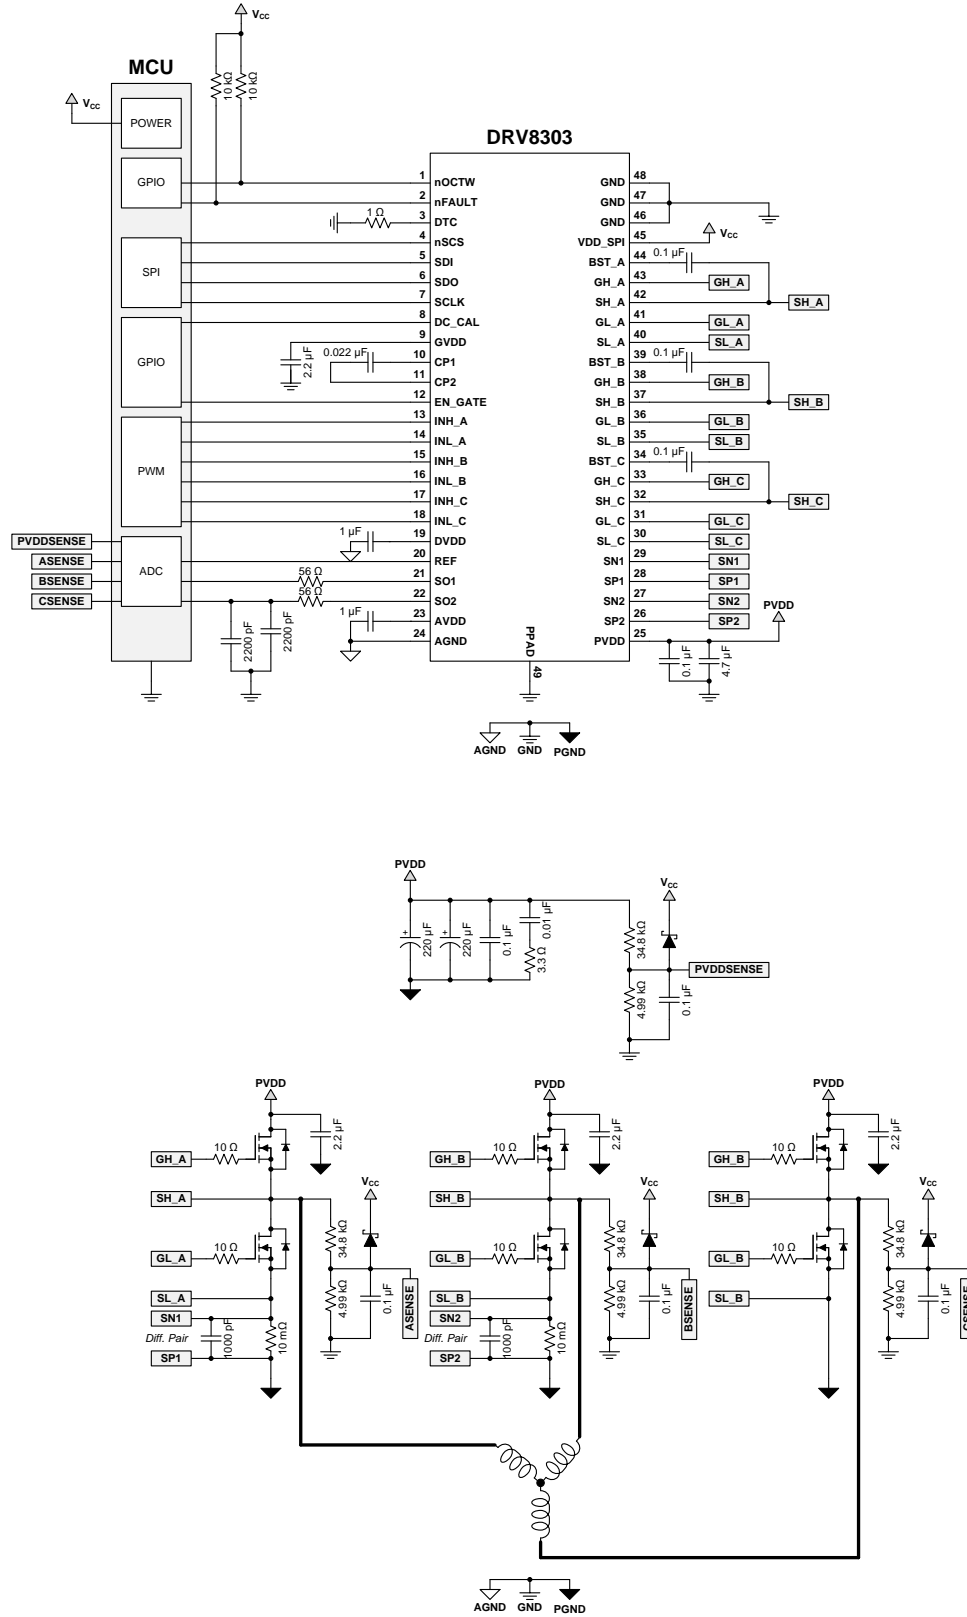 VCC
MCU
10 kΩ
10 kΩ
VCC
POWER
DRV8303
GPIO
1 nOCTW
GND 48
2 nFAULT
GND 47
1 Ω
3 DTC
GND 46
4 nSCS
VDD_SPI 45
VCC
SPI
5 SDI
BST_A 44
0.1 µF
6 SDO
GH_A 43
GH_A
7 SCLK
SH_A 42
SH_A
8 DC_CAL
GL_A 41
GL_A
GPIO
2.2 µF
9 GVDD
SL_A 40
SL_A
0.022 µF
10 CP1
BST_B 39
0.1 µF
11 CP2
GH_B 38
GH_B
12 EN_GATE
SH_B 37
SH_B
13 INH_A
GL_B 36
GL_B
14 INL_A
SL_B 35
SL_B
PWM
15 INH_B
BST_C 34
0.1 µF
16 INL_B
GH_C 33
GH_C
17 INH_C
SH_C 32
SH_C
18 INL_C
GL_C 31
GL_C
PVDDSENSE
1 µF
19 DVDD
SL_C 30
SL_C
ASENSE
ADC
20 REF
SN1 29
SN1
BSENSE
56 Ω
21 SO1
SP1 28
SP1
CSENSE
56 Ω
22 SO2
SN2 27
SN2
2200 pF
2200 pF
1 µF
23 AVDD
SP2 26
SP2
PVDD
24 AGND
PVDD 25
0.1 µF
4.7 µF
PPAD
49
AGND GND PGND
PVDD
VCC
220 µF
220 µF
0.1 µF
0.01 µF
3.3 Ω
34.8 kΩ
PVDDSENSE
4.99 kΩ
0.1 µF
PVDD
2.2 µF
GH_A
10 Ω
SH_A
VCC
34.8 kΩ
GL_A
10 Ω
SL_A
4.99 kΩ
0.1 µF
ASENSE
SN1
Diff. Pair
1000 pF
10 mΩ
SP1
PVDD
2.2 µF
GH_B
10 Ω
SH_B
VCC
34.8 kΩ
GL_B
10 Ω
SL_B
4.99 kΩ
0.1 µF
BSENSE
SN2
Diff. Pair
1000 pF
10 mΩ
SP2
PVDD
2.2 µF
GH_B
10 Ω
SH_B
VCC
34.8 kΩ
GL_B
10 Ω
SL_B
4.99 kΩ
0.1 µF
CSENSE
AGND GND PGND